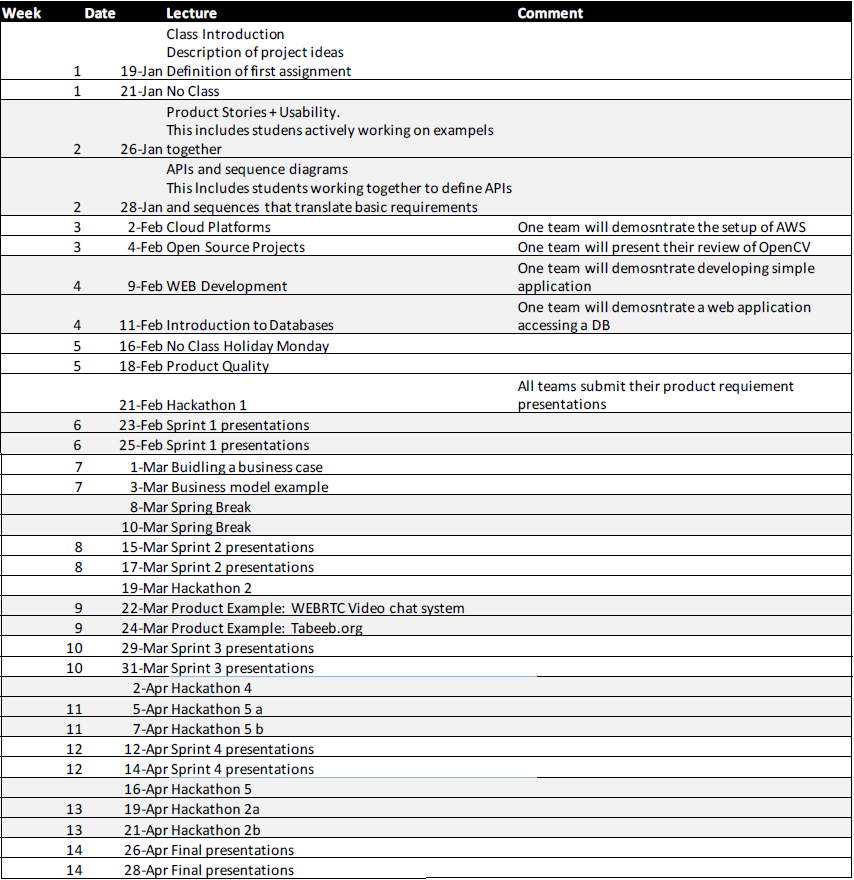 Week Date Lecture Comment
Class Introduction
Description of project ideas
1 19-Jan Definition of first assignment
1 21-Jan No Class
Product Stories + Usability.
This includes studens actively working on exampels
2 26-Jan together
APIs and sequence diagrams
This Includes students working together to define APIs
2 28-Jan and sequences that translate basic requirements
3 2-Feb Cloud Platforms One team will demosntrate the setup of AWS
3 4-Feb Open Source Projects One team will present their review of OpenCV
One team will demosntrate developing simple
4 9-Feb WEB Development application
One team will demosntrate a web application
4 11-Feb Introduction to Databases accessing a DB
5 16-Feb No Class Holiday Monday
5 18-Feb Product Quality
All teams submit their product requiement
21-Feb Hackathon 1 presentations
6 23-Feb Sprint 1 presentations
6 25-Feb Sprint 1 presentations
7 1-Mar Buidling a business case
7 3-Mar Business model example
8-Mar Spring Break
10-Mar Spring Break
8 15-Mar Sprint 2 presentations
8 17-Mar Sprint 2 presentations
19-Mar Hackathon 2
9 22-Mar Product Example: WEBRTC Video chat system
9 24-Mar Product Example: Tabeeb.org
10 29-Mar Sprint 3 presentations
10 31-Mar Sprint 3 presentations
2-Apr Hackathon 4
11 5-Apr Hackathon 5 a
11 7-Apr Hackathon 5 b
12 12-Apr Sprint 4 presentations
12 14-Apr Sprint 4 presentations
16-Apr Hackathon 5
13 19-Apr Hackathon 2a
13 21-Apr Hackathon 2b
14 26-Apr Final presentations
14 28-Apr Final presentations